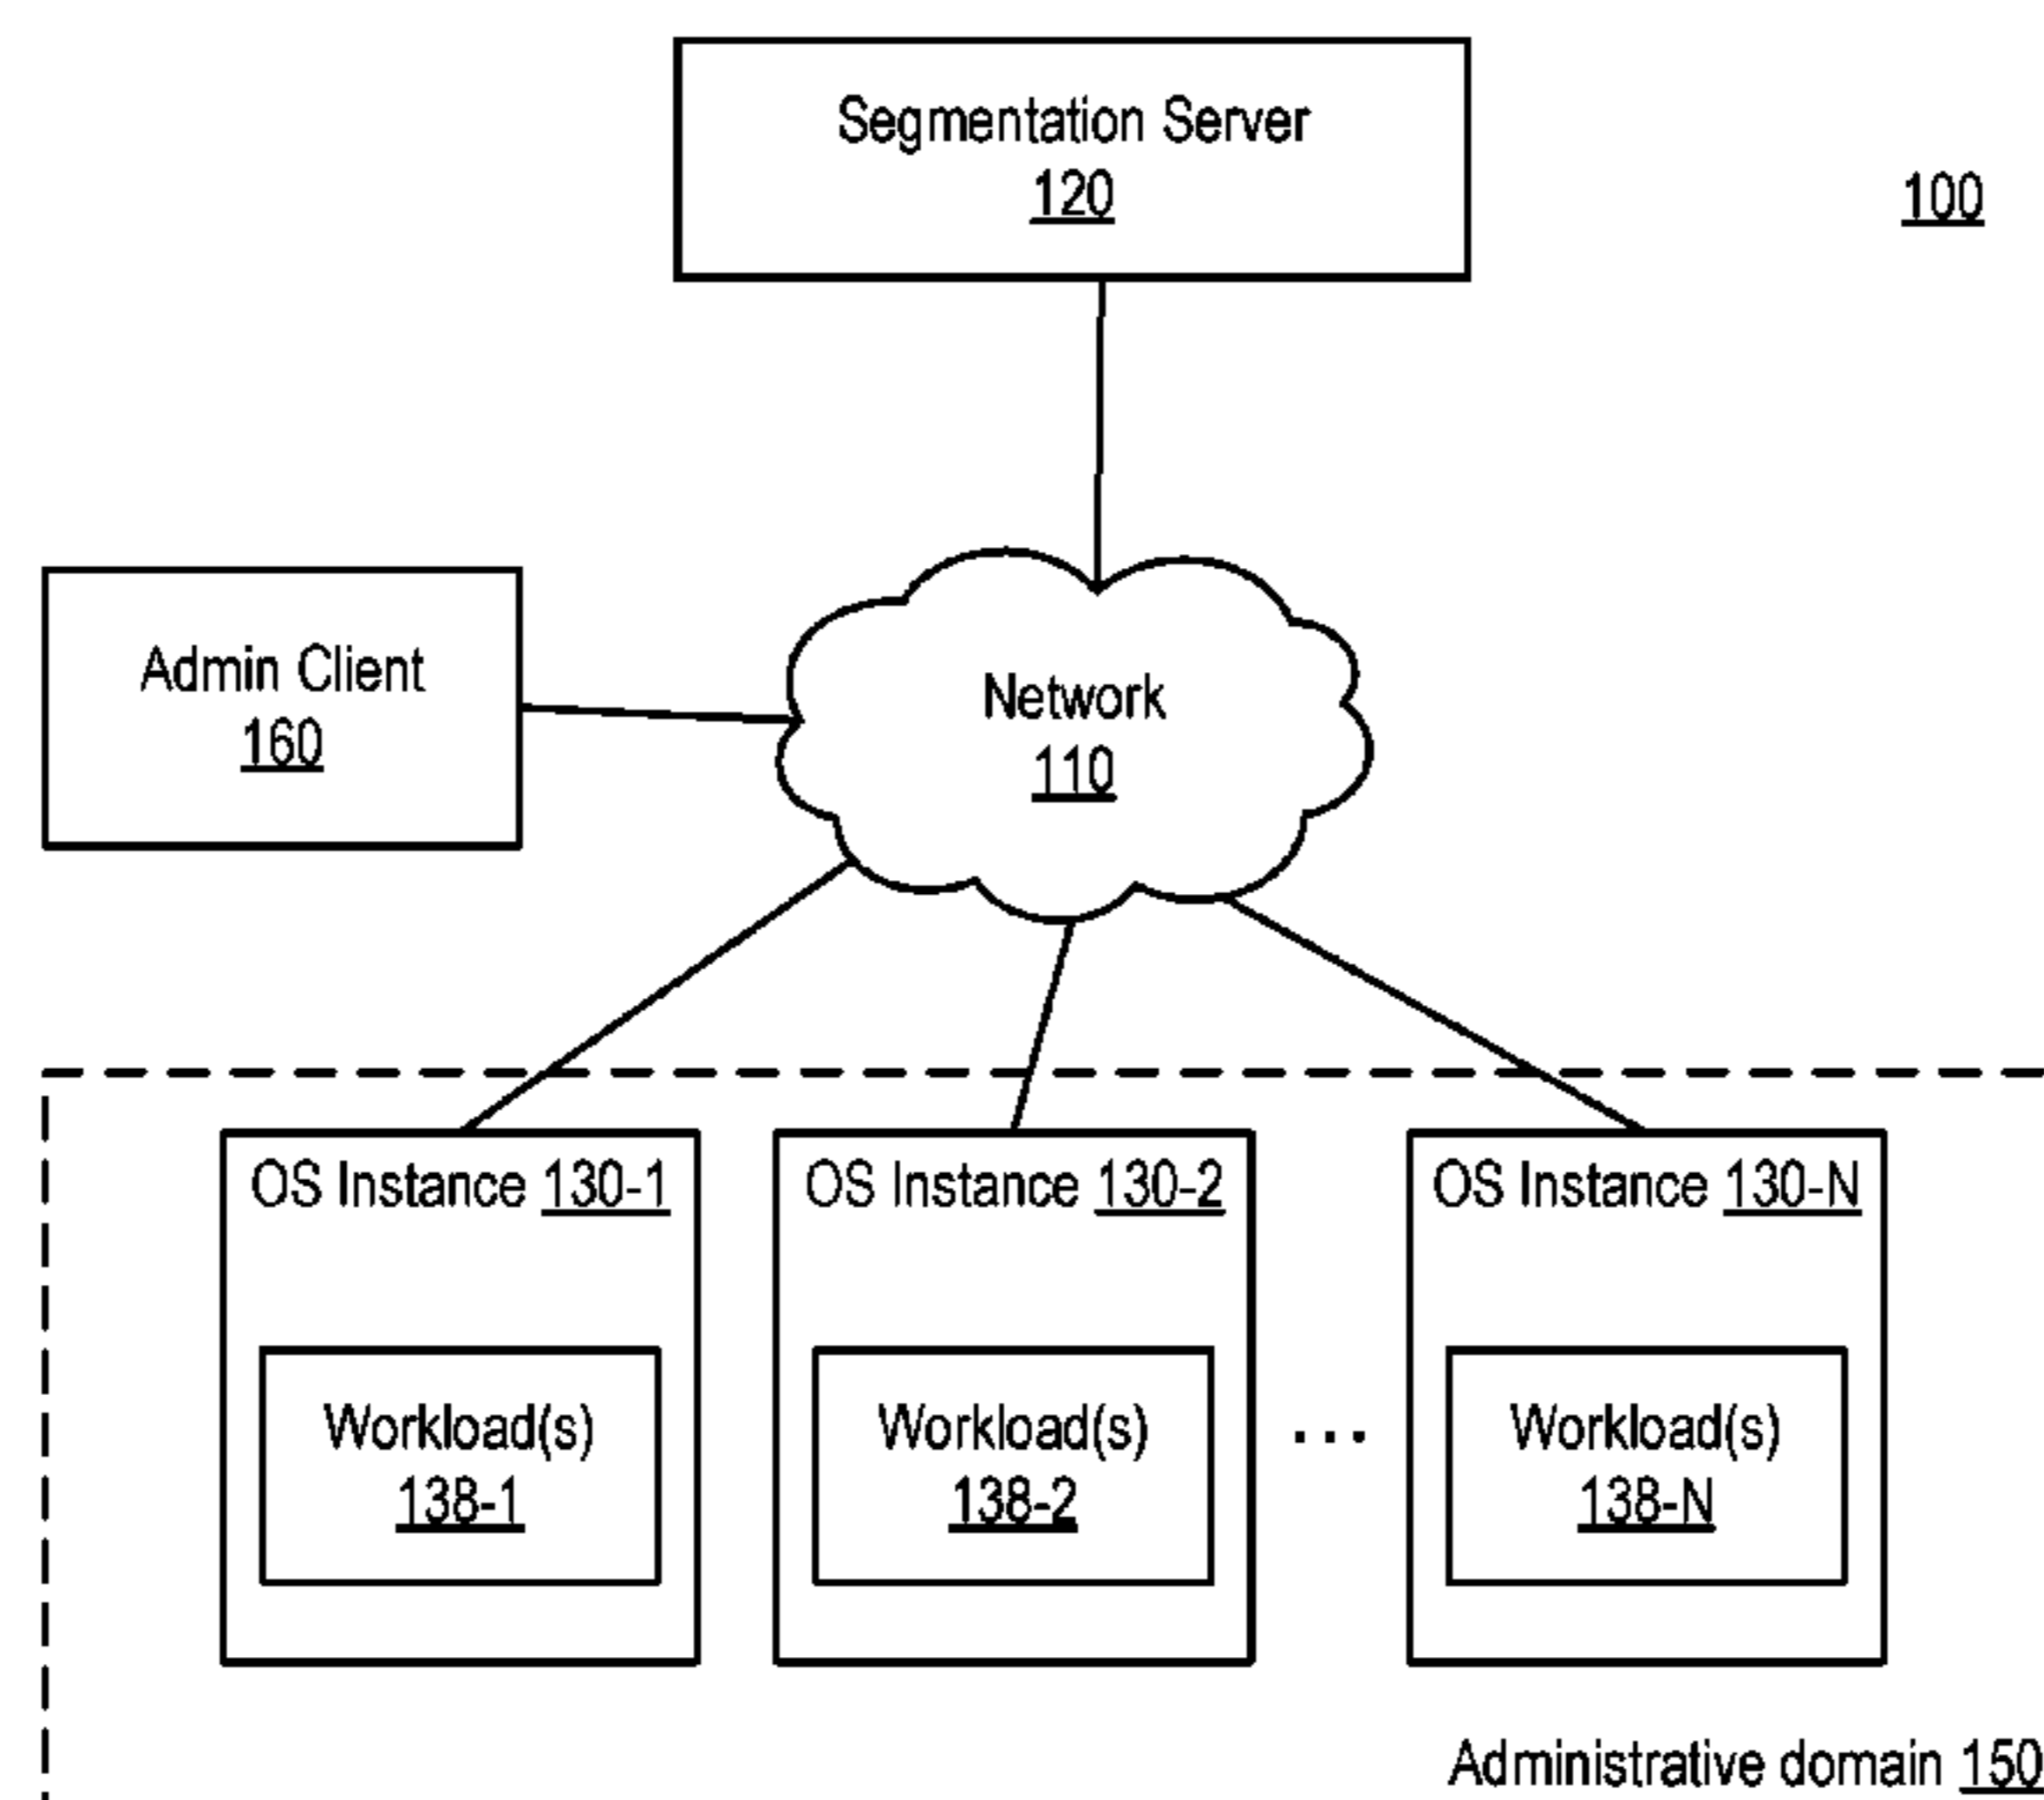 Segmentation Server
120
100
Admin Client
160
Network
110
OS Instance 130-1
OS Instance 130-2
OS Instance 130-N
Workload(s)
138-1
Workload(s)
138-2
...
Workload(s)
138-N
Administrative domain 150